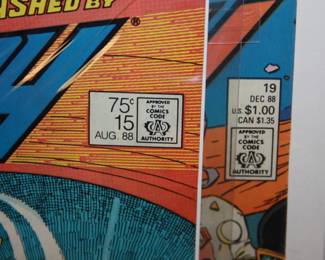 SHED BY
75¢
15
AUG. 88
APPROVED
BY THE
COMICS
CODE
CA
AUTHORITY
19
DEC 88
U.S. $1.00
CAN $1.35
APPROVED
BY THE
COMICS
CODE
CA
AUTHORITY